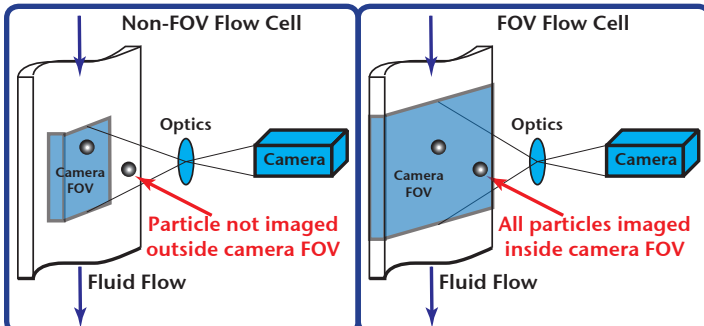 Non-FOV Flow Cell
Optics
Camera
Camera
FOV
Particle not imaged
outside camera FOV
Fluid Flow
FOV Flow Cell
Optics
Camera
Camera
FOV
All particles imaged
inside camera FOV
Fluid Flow